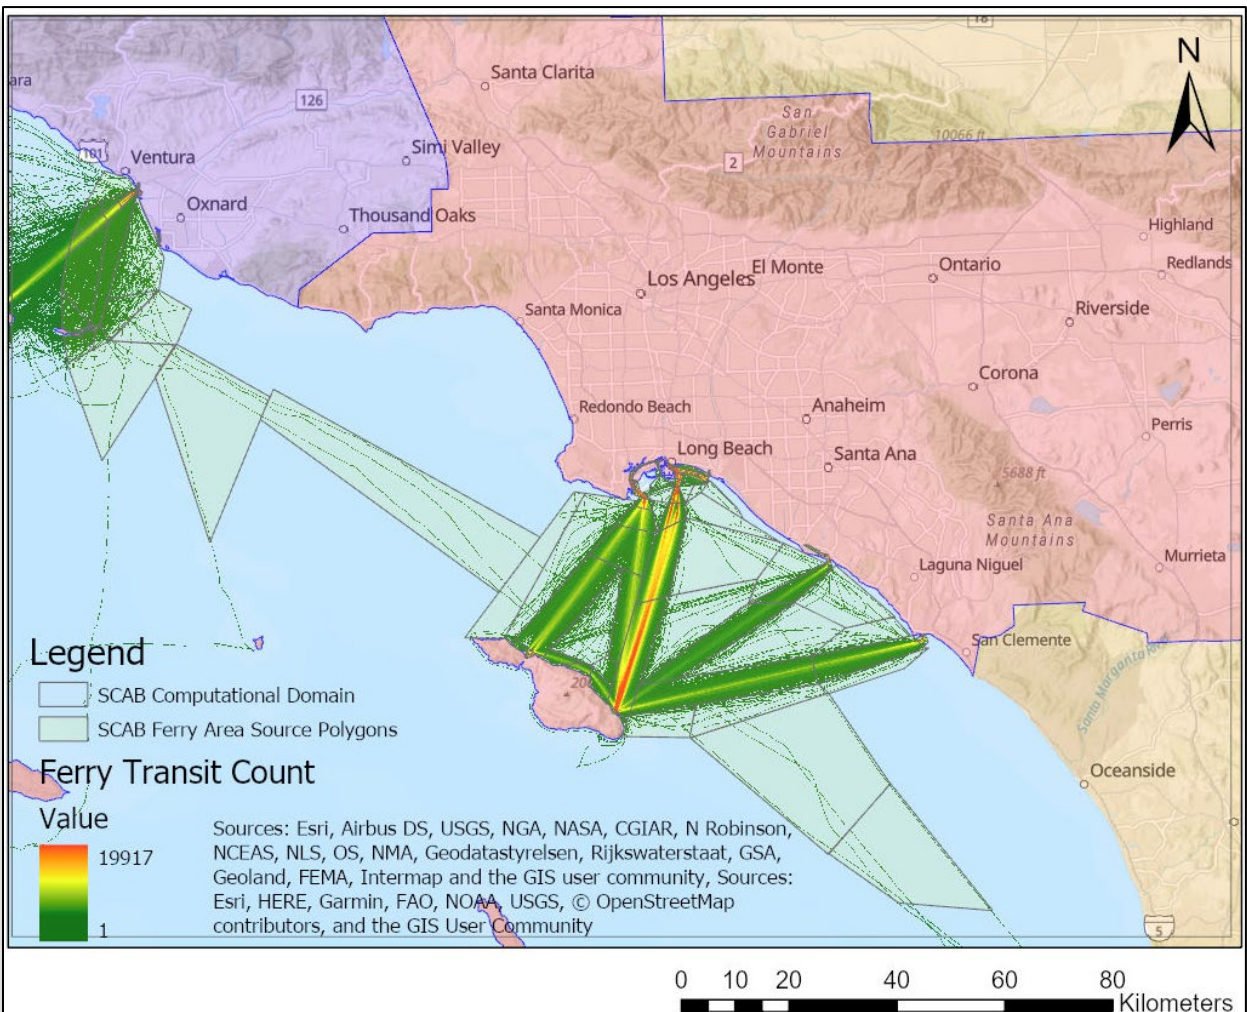 18
N
Santa Clarita
ara
126
San
Gabriel
Mountains
10066 ft
101
Ventura
Simi Valley
2
Oxnard
Thousand Oaks
Highland
El Monte
Ontario
Redlands
Los Angeles
Santa Monica
Riverside
Corona
Redondo Beach
Anaheim
Perris
Long Beach
Santa Ana
5688 ft
Santa Ana
Mountains
Murrieta
Laguna Niguel
San Clemente
Santa Margarita
Legend
SCAB Computational Domain
SCAB Ferry Area Source Polygons
Ferry Transit Count
Oceanside
Value
19917
1
Sources: Esri, Airbus DS, USGS, NGA, NASA, CGIAR, N Robinson,
NCEAS, NLS, OS, NMA, Geodatastyrelsen, Rijkswaterstaat, GSA,
Geoland, FEMA, Intermap and the GIS user community, Sources:
Esri, HERE, Garmin, FAO, NOAA, USGS, © OpenStreetMap
contributors, and the GIS User Community
5
0 10 20 40 60 80
Kilometers